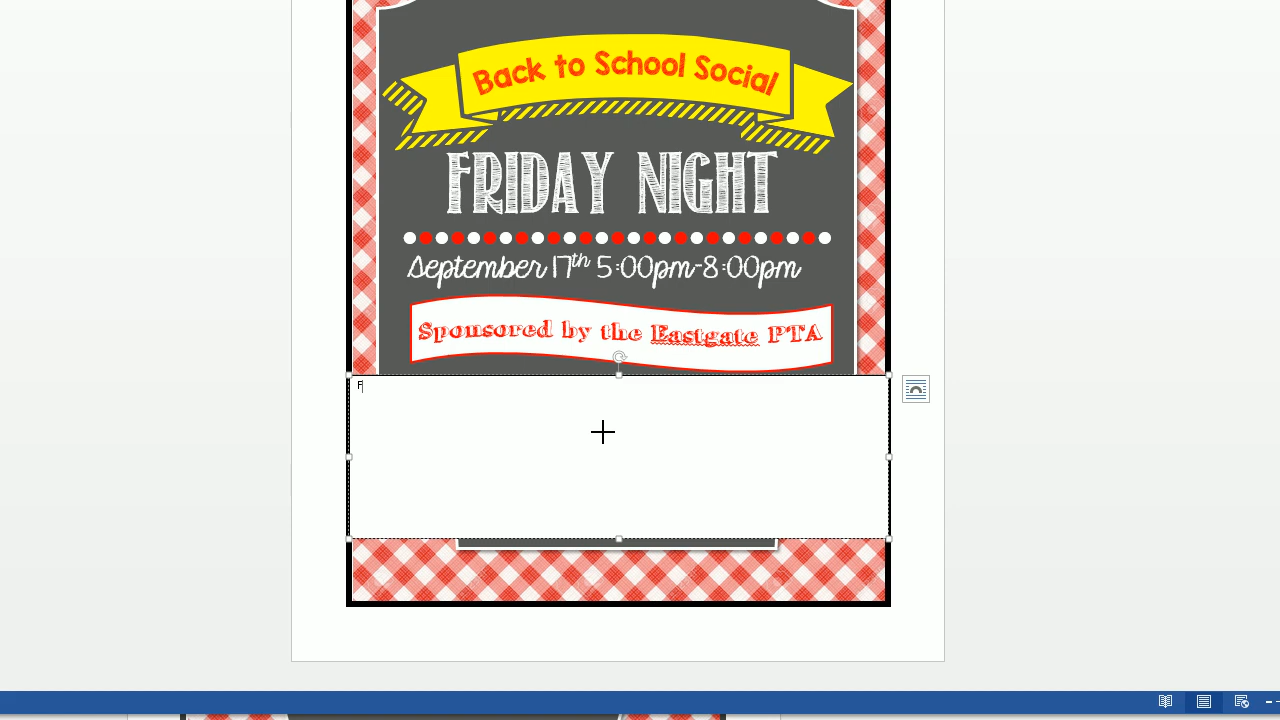 Back to School Social
FRIDAY NIGHT
September 17th 5:00pm-8:00pm
Sponsored by the Eastgate PTA
F